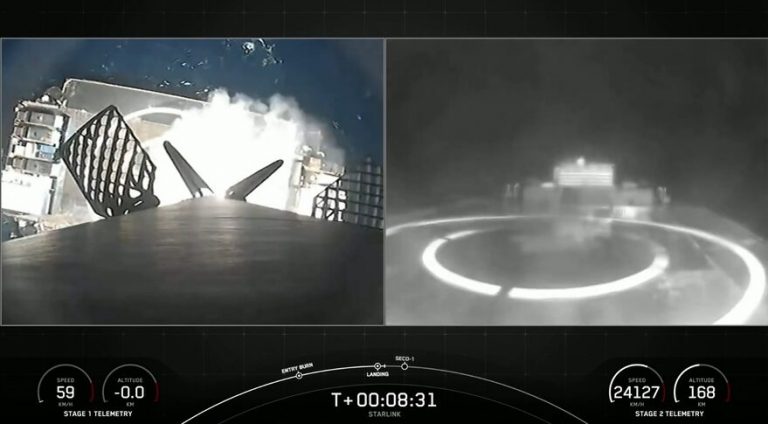 ENTRY BURN
LANDING
SECO-1
SPEED
59
KM/H
ALTITUDE
-0.0
KM
STAGE 1 TELEMETRY
T+00:08:31
STARLINK
SPEED
24127
KM/H
ALTITUDE
168
KM
STAGE 2 TELEMETRY